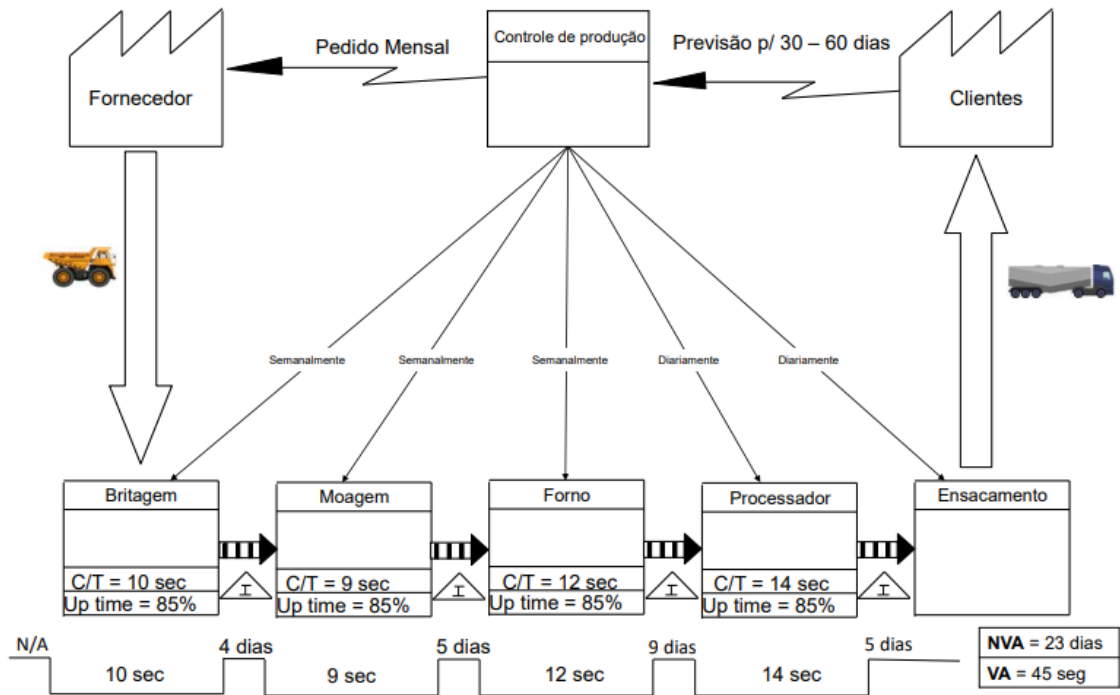 Pedido Mensal
Controle de produção
Previsão p/ 30 – 60 dias
Fornecedor
Clientes
Semanalmente
Semanalmente
Semanalmente
Diariamente
Diariamente
Britagem
Moagem
Forno
Processador
Ensacamento
C/T = 10 sec
C/T = 9 sec
C/T = 12 sec
C/T = 14 sec
Up time = 85%
Up time = 85%
Up time = 85%
Up time = 85%
I
I
I
I
N/A
4 dias
5 dias
9 dias
5 dias
10 sec
9 sec
12 sec
14 sec
NVA = 23 dias
VA = 45 seg